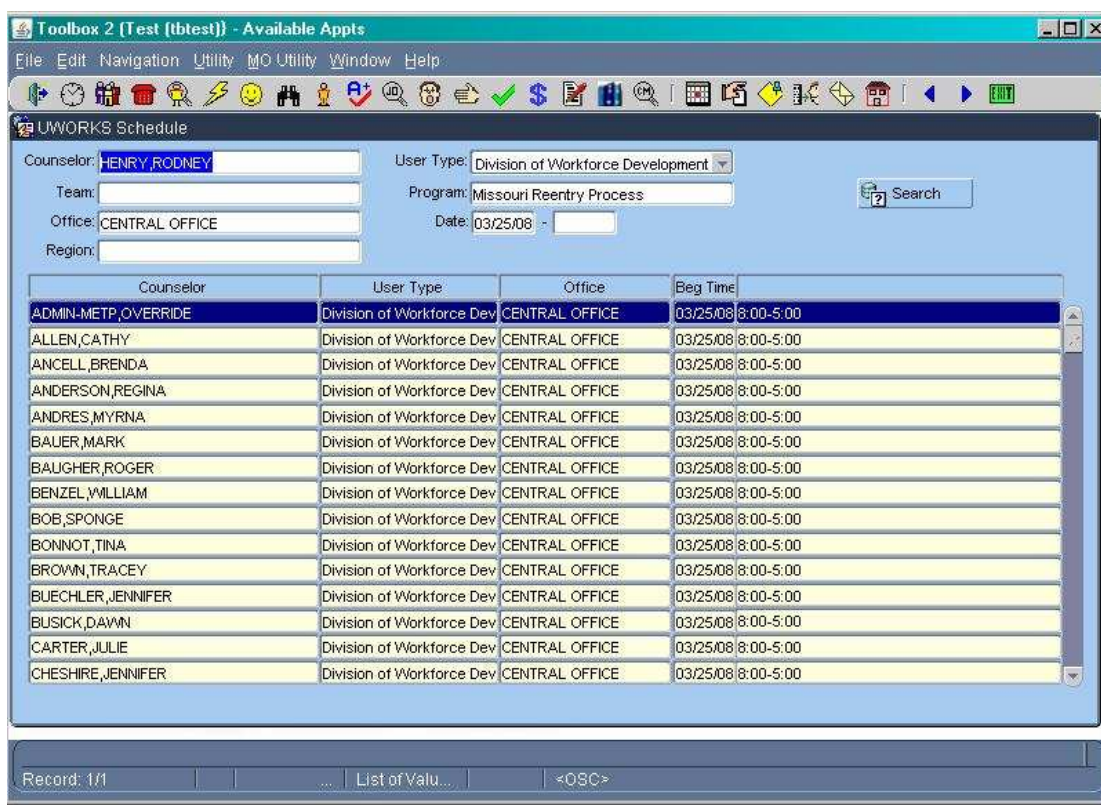 Toolbox 2 {Test (tbtest)} - Available Appts
File Edit Navigation Utility MO Utility Window Help
A+ JD CM EXIT
UWORKS Schedule
Counselor: HENRY,RODNEY User Type: Division of Workforce Development
Team: Program: Missouri Reentry Process Search
Office: CENTRAL OFFICE Date: 03/25/08 -
Region:
Counselor User Type Office Beg Time
ADMIN-METP,OVERRIDE Division of Workforce Dev CENTRAL OFFICE 03/25/08 8:00-5:00
ALLEN,CATHY Division of Workforce Dev CENTRAL OFFICE 03/25/08 8:00-5:00
ANCELL,BRENDA Division of Workforce Dev CENTRAL OFFICE 03/25/08 8:00-5:00
ANDERSON,REGINA Division of Workforce Dev CENTRAL OFFICE 03/25/08 8:00-5:00
ANDRES,MYRNA Division of Workforce Dev CENTRAL OFFICE 03/25/08 8:00-5:00
BAUER,MARK Division of Workforce Dev CENTRAL OFFICE 03/25/08 8:00-5:00
BAUGHER,ROGER Division of Workforce Dev CENTRAL OFFICE 03/25/08 8:00-5:00
BENZEL,WILLIAM Division of Workforce Dev CENTRAL OFFICE 03/25/08 8:00-5:00
BOB,SPONGE Division of Workforce Dev CENTRAL OFFICE 03/25/08 8:00-5:00
BONNOT,TINA Division of Workforce Dev CENTRAL OFFICE 03/25/08 8:00-5:00
BROWN,TRACEY Division of Workforce Dev CENTRAL OFFICE 03/25/08 8:00-5:00
BUECHLER,JENNIFER Division of Workforce Dev CENTRAL OFFICE 03/25/08 8:00-5:00
BUSICK,DAWN Division of Workforce Dev CENTRAL OFFICE 03/25/08 8:00-5:00
CARTER,JULIE Division of Workforce Dev CENTRAL OFFICE 03/25/08 8:00-5:00
CHESHIRE,JENNIFER Division of Workforce Dev CENTRAL OFFICE 03/25/08 8:00-5:00
Record: 1/1 ... List of Valu... <OSC>